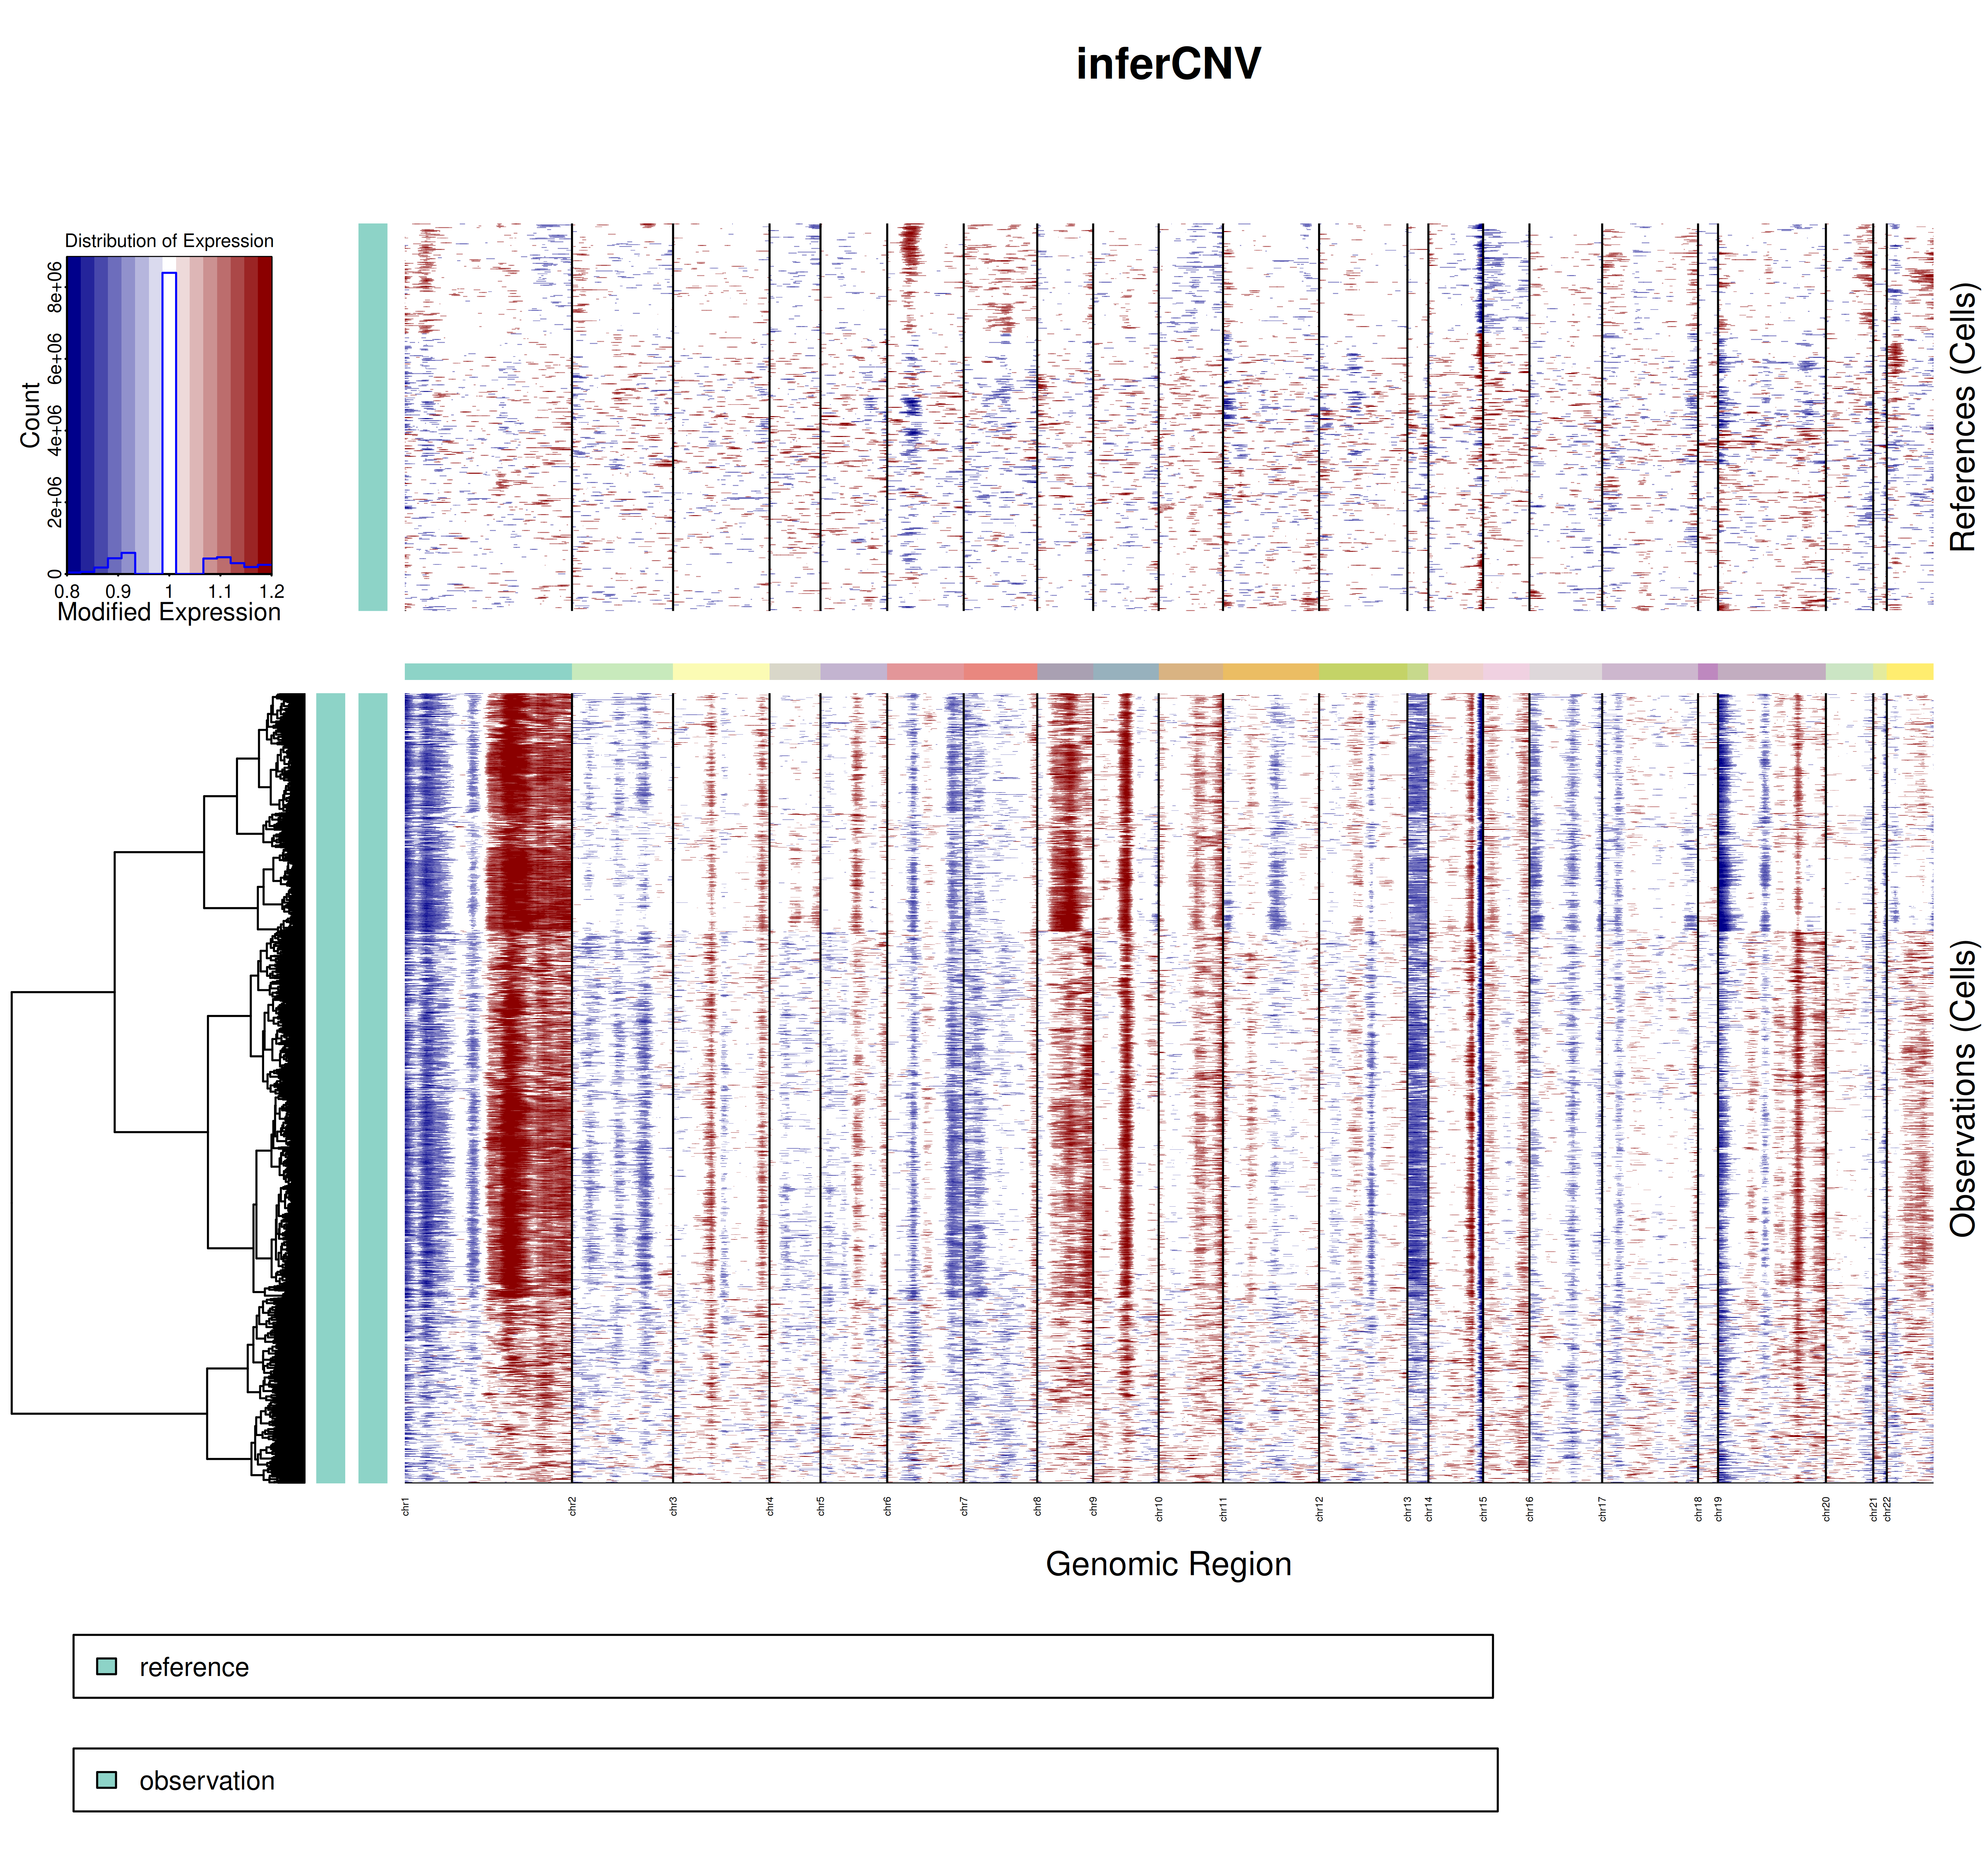 inferCNV
Distribution of Expression
Count
0 2e+06 4e+06 6e+06 8e+06
0.8 0.9 1 1.1 1.2
Modified Expression
References (Cells)
Observations (Cells)
chr1 chr2 chr3 chr4 chr5 chr6 chr7 chr8 chr9 chr10 chr11 chr12 chr13 chr14 chr15 chr16 chr17 chr18 chr19 chr20 chr21 chr22
Genomic Region
reference
observation